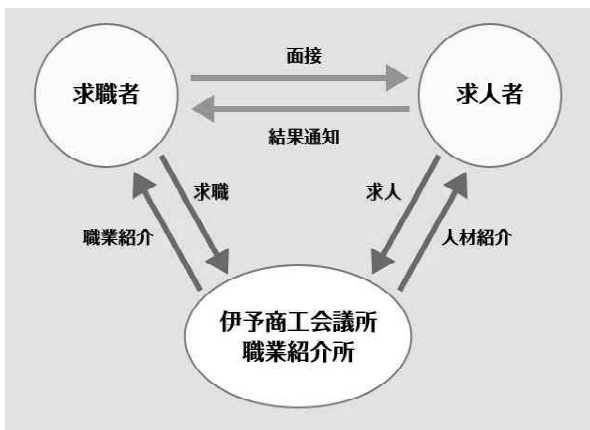 面接
求職者
求人者
結果通知
求職
求人
職業紹介
人材紹介
伊予商工会議所
職業紹介所